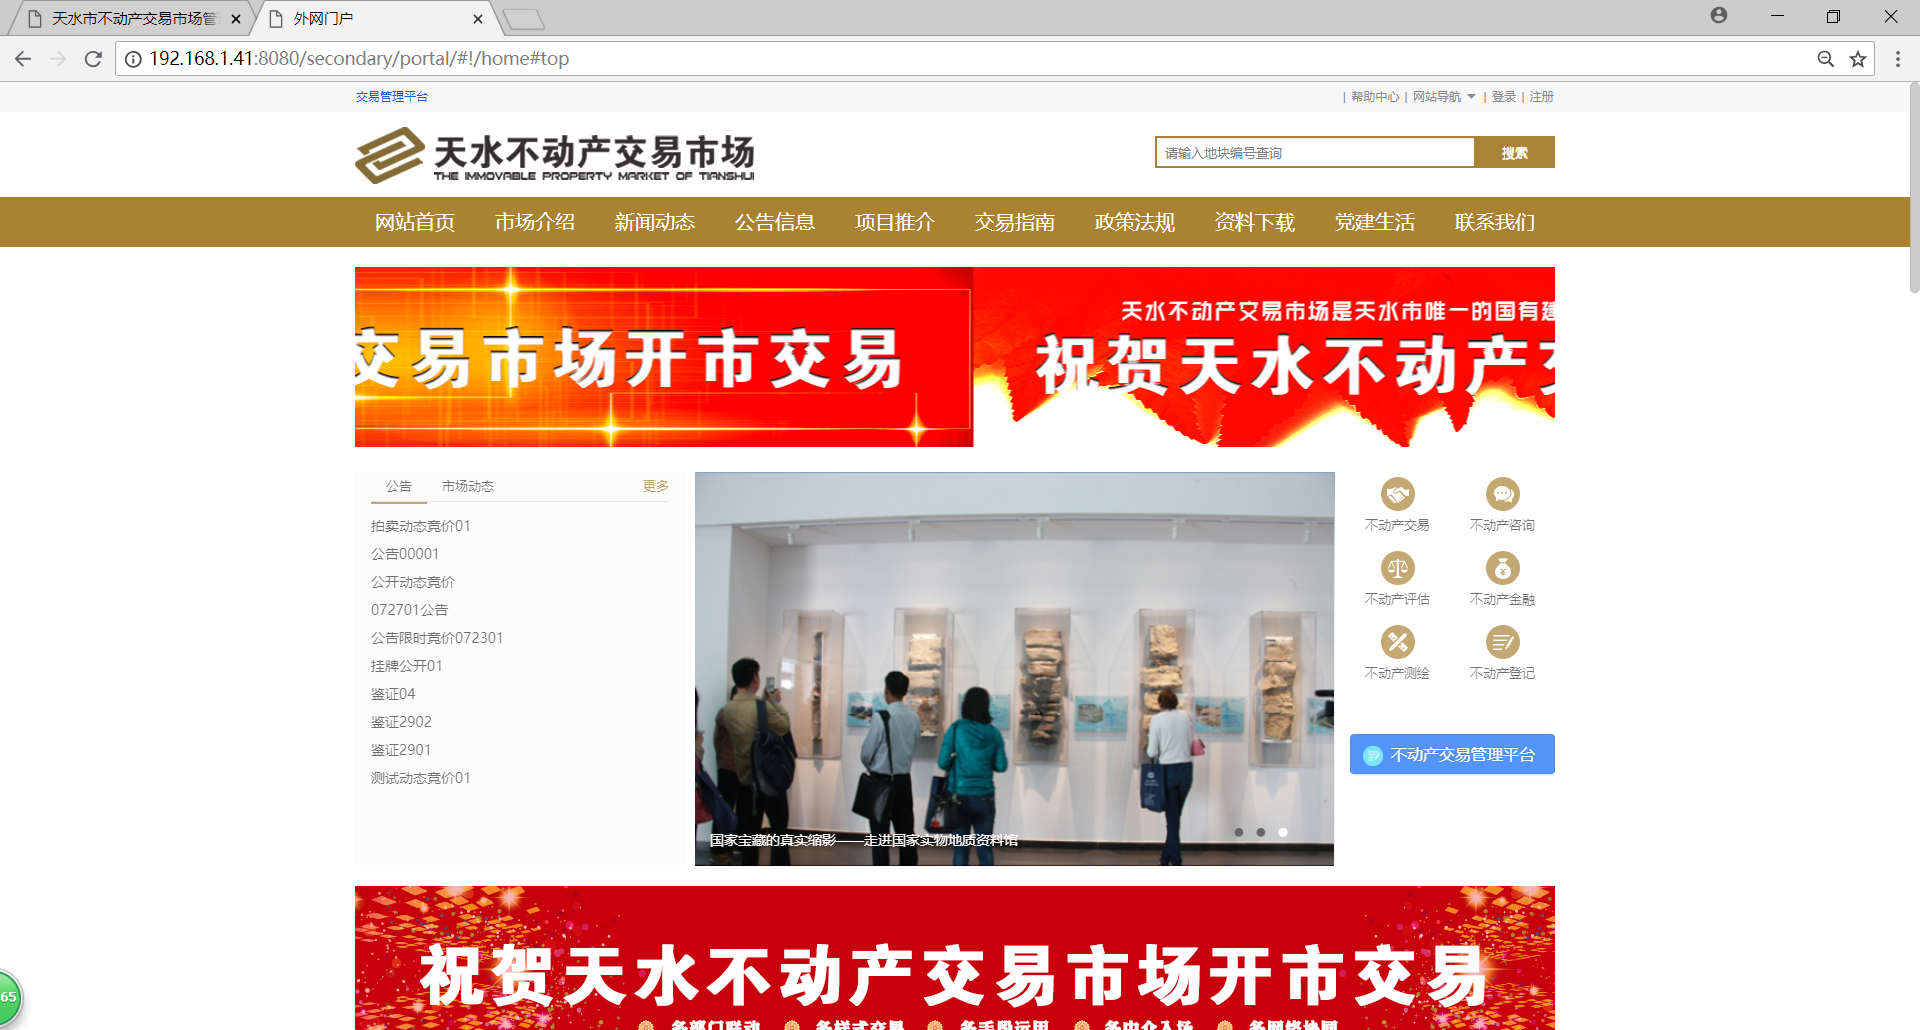 天水市不动产交易市场管
外网门户
192.168.1.41:8080/secondary/portal/#!/home#top
交易管理平台
| 帮助中心 | 网站导航 | 登录 | 注册
天水不动产交易市场
THE IMMOVABLE PROPERTY MARKET OF TIANSHUI
请输入地块编号查询
搜索
网站首页 市场介绍 新闻动态 公告信息 项目推介 交易指南 政策法规 资料下载 党建生活 联系我们
交易市场开市交易
天水不动产交易市场是天水市唯一的国有建
祝贺天水不动产交
公告 市场动态 更多
拍卖动态竞价01
公告00001
公开动态竞价
072701公告
公告限时竞价072301
挂牌公开01
鉴证04
鉴证2902
鉴证2901
测试动态竞价01
国家宝藏的真实缩影——走进国家实物地质资料馆
不动产交易 不动产咨询
不动产评估 不动产金融
不动产测绘 不动产登记
不动产交易管理平台
祝贺天水不动产交易市场开市交易
65